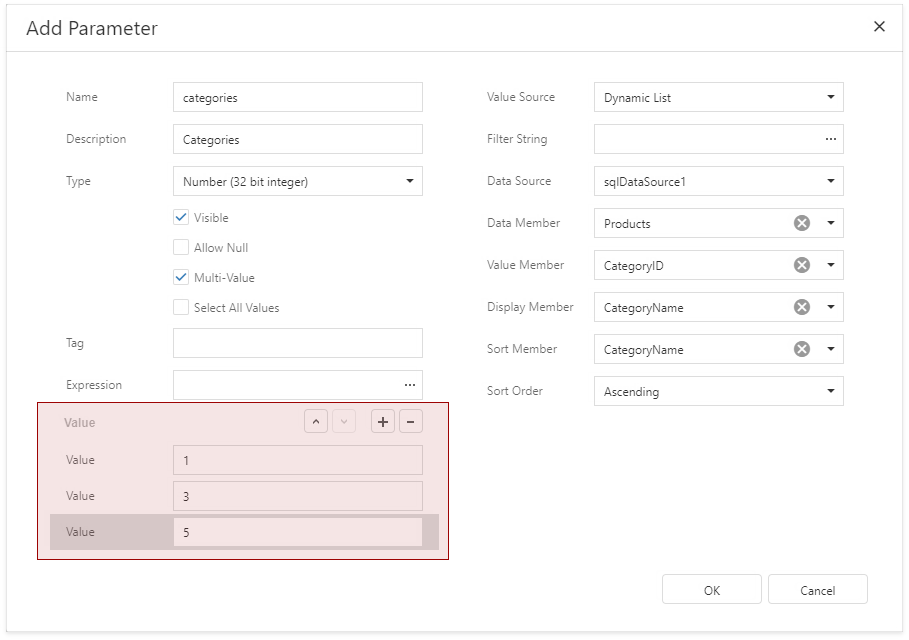 Add Parameter
Name
categories
Description
Categories
Type
Number (32 bit integer)
Visible
Allow Null
Multi-Value
Select All Values
Tag
Expression
...
Value
Value
1
Value
3
Value
5
Value Source
Dynamic List
Filter String
...
Data Source
sqlDataSource1
Data Member
Products
Value Member
CategoryID
Display Member
CategoryName
Sort Member
CategoryName
Sort Order
Ascending
OK
Cancel